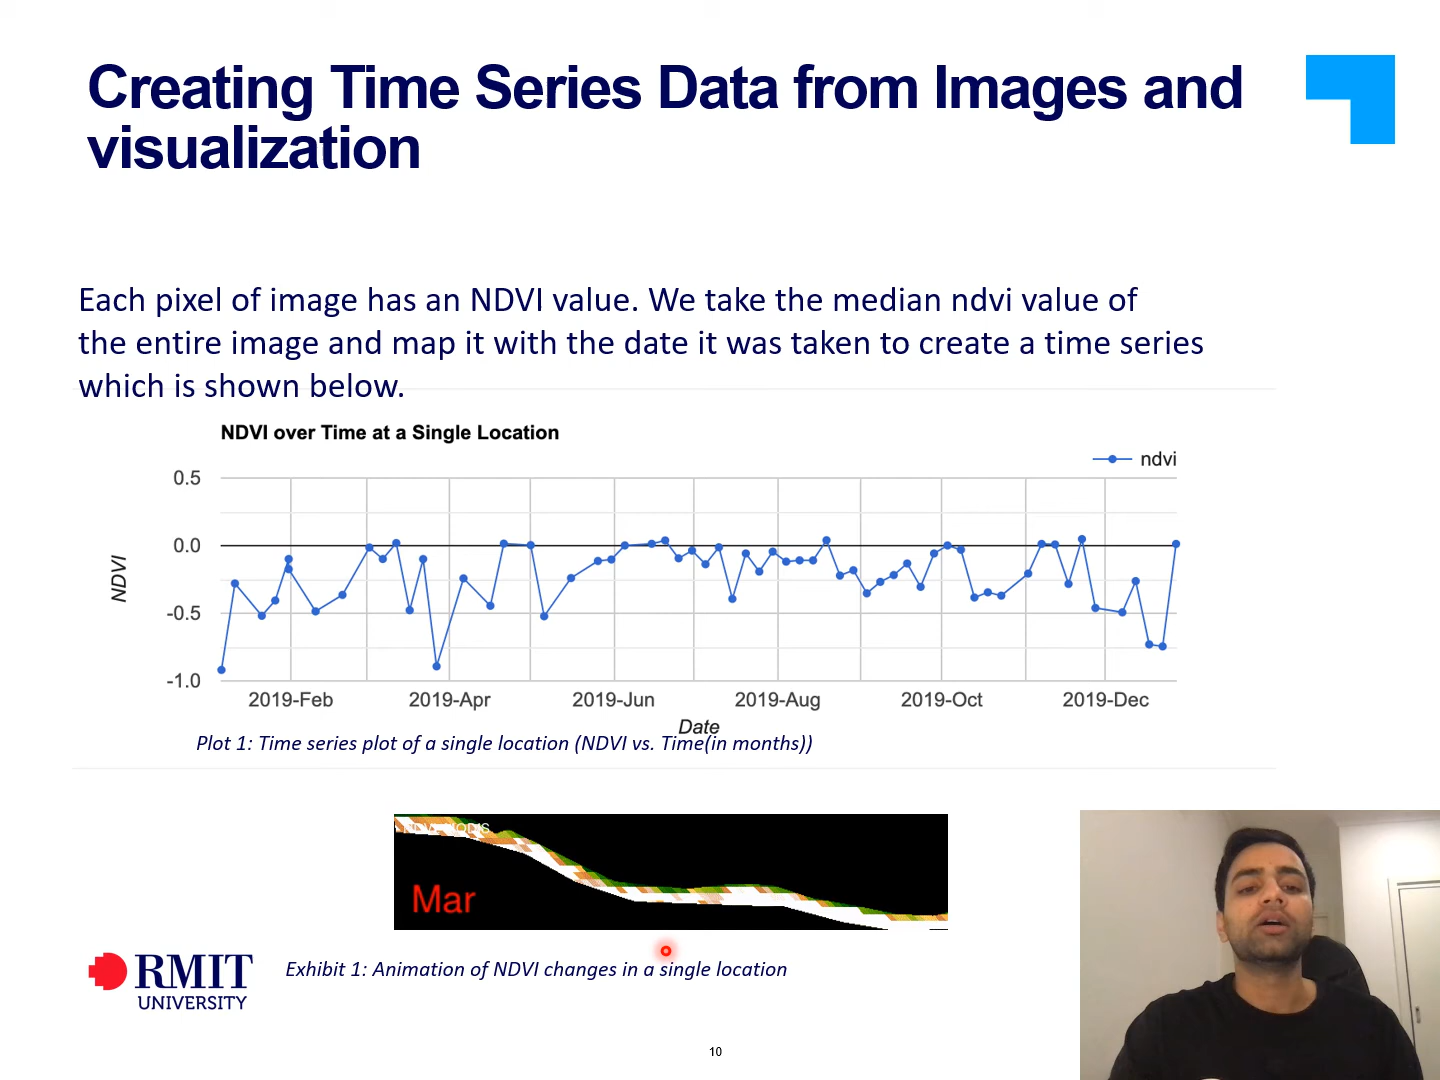 Creating Time Series Data from Images and
visualization
Each pixel of image has an NDVI value. We take the median ndvi value of
the entire image and map it with the date it was taken to create a time series
which is shown below.
NDVI over Time at a Single Location
ndvi
0.5
0.0
-0.5
-1.0
NDVI
2019-Feb 2019-Apr 2019-Jun 2019-Aug 2019-Oct 2019-Dec
Date
Plot 1: Time series plot of a single location (NDVI vs. Time(in months))
NDVI MODIS
Mar
RMIT
UNIVERSITY
Exhibit 1: Animation of NDVI changes in a single location
10